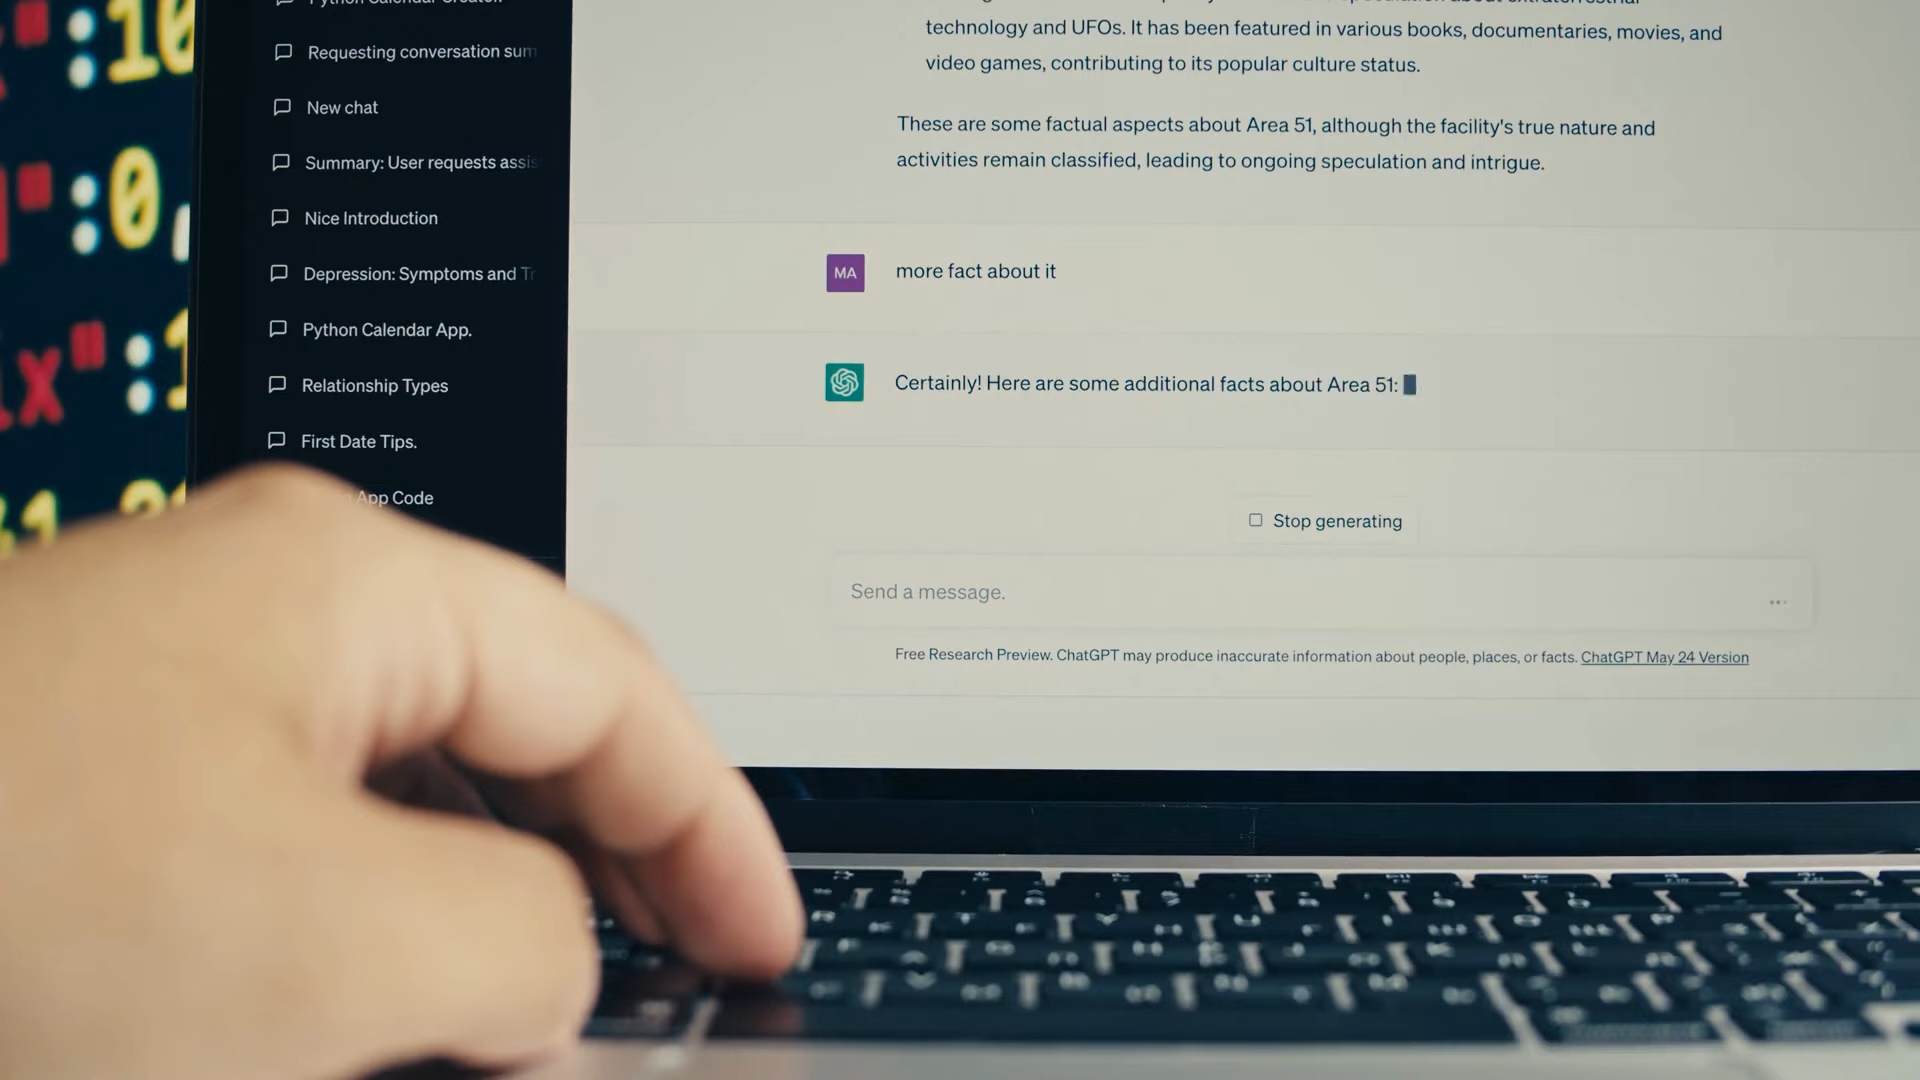 ":10
":0,
x":1
Requesting conversation sum
New chat
Summary: User requests assis
Nice Introduction
Depression: Symptoms and Tr
Python Calendar App.
Relationship Types
First Date Tips.
App Code
technology and UFOs. It has been featured in various books, documentaries, movies, and
video games, contributing to its popular culture status.
These are some factual aspects about Area 51, although the facility's true nature and
activities remain classified, leading to ongoing speculation and intrigue.
MA
more fact about it
Certainly! Here are some additional facts about Area 51:
Stop generating
Send a message.
Free Research Preview. ChatGPT may produce inaccurate information about people, places, or facts. ChatGPT May 24 Version